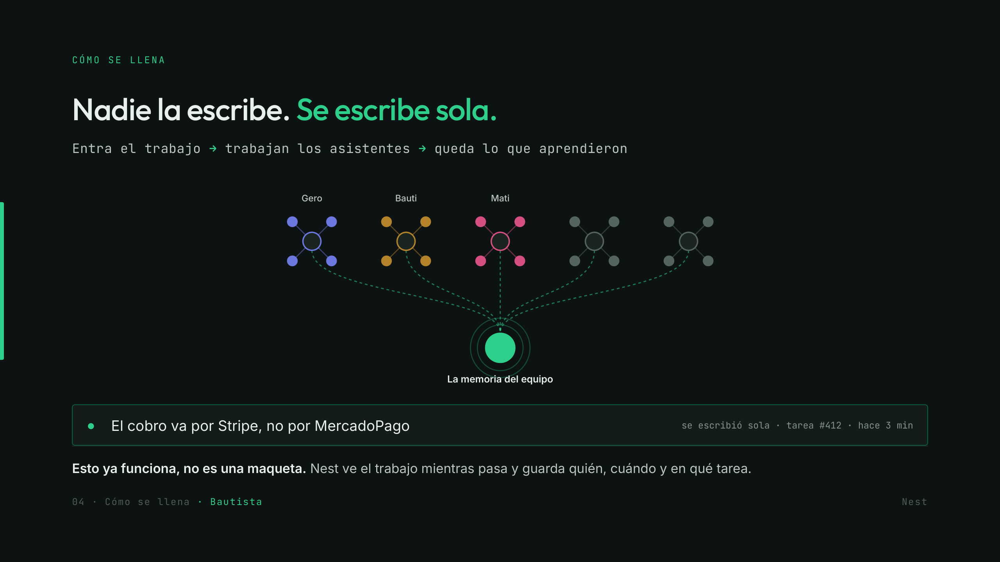 CÓMO SE LLENA
Nadie la escribe. Se escribe sola.
Entra el trabajo → trabajan los asistentes → queda lo que aprendieron
Gero Bauti Mati
La memoria del equipo
El cobro va por Stripe, no por MercadoPago se escribió sola · tarea #412 · hace 3 min
Esto ya funciona, no es una maqueta. Nest ve el trabajo mientras pasa y guarda quién, cuándo y en qué tarea.
04 · Cómo se llena · Bautista Nest